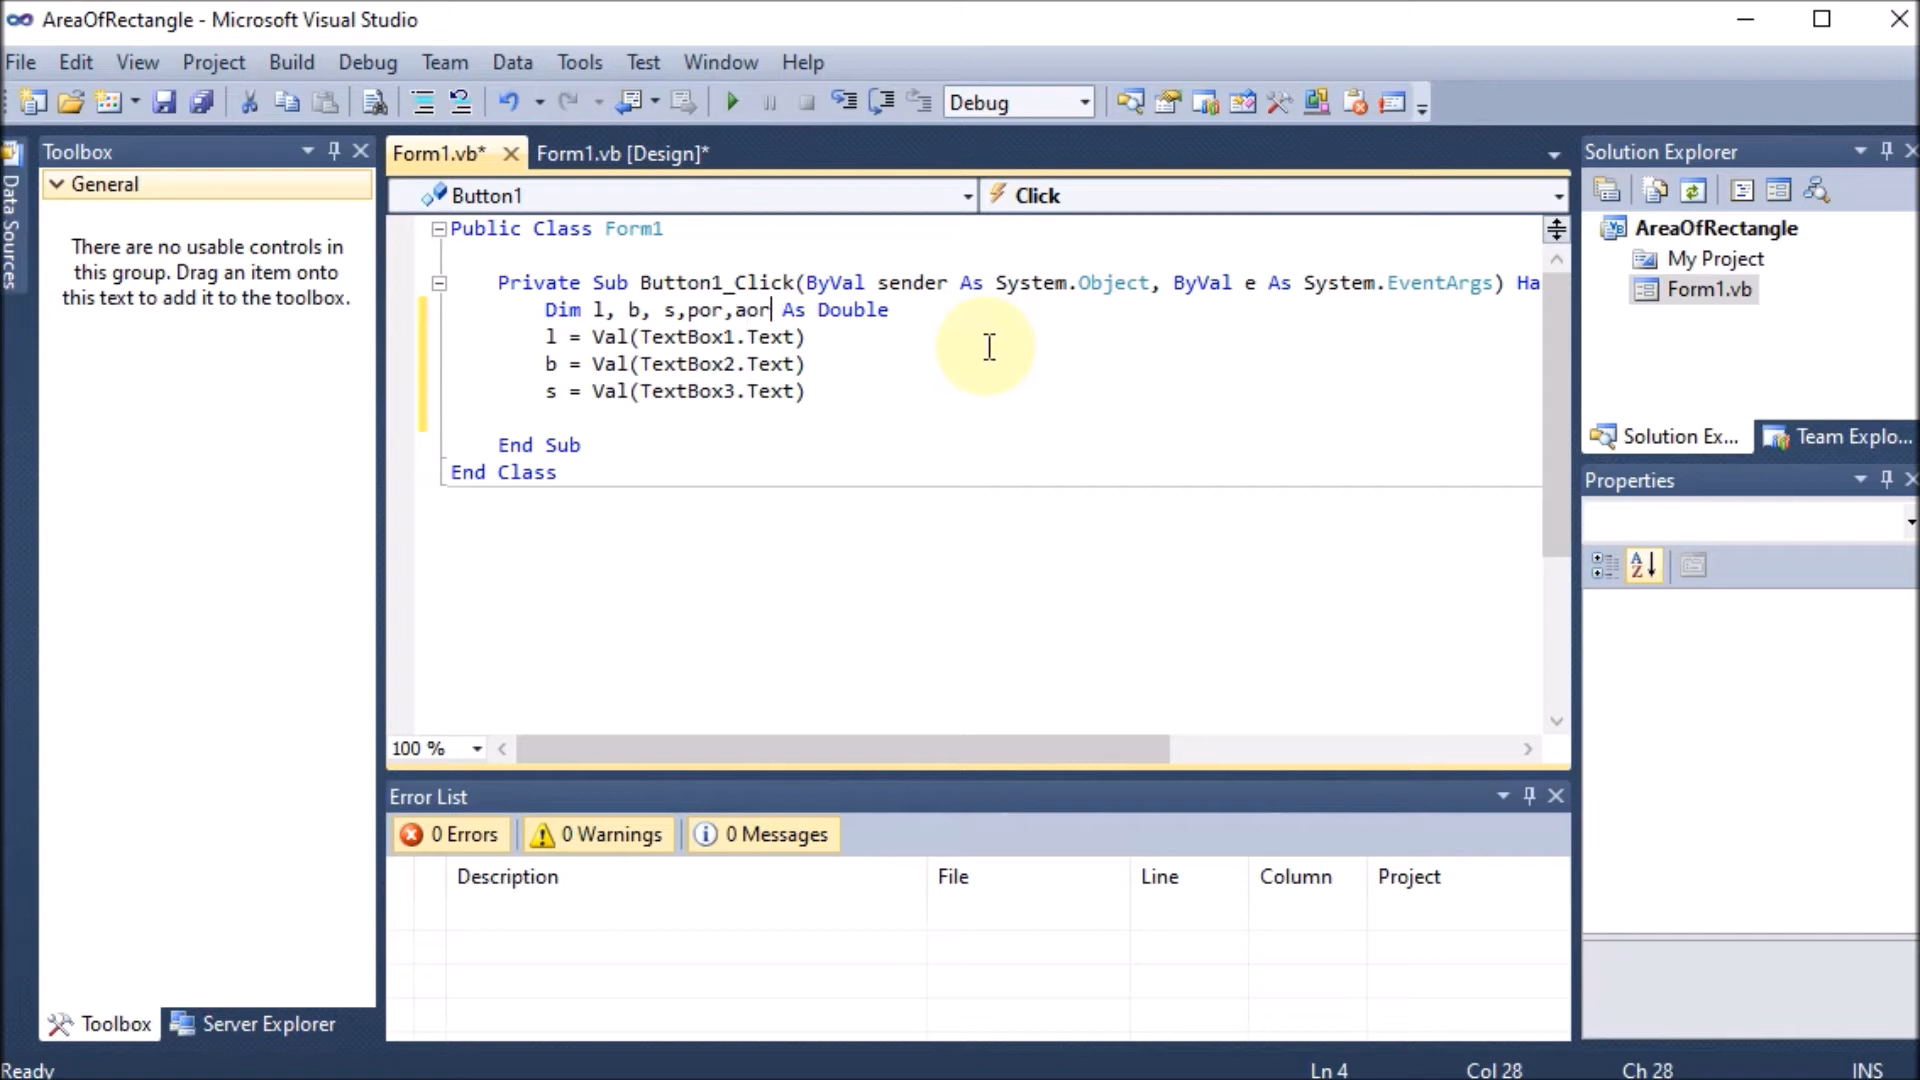 AreaOfRectangle - Microsoft Visual Studio
File Edit View Project Build Debug Team Data Tools Test Window Help
Debug
Data Sources
Toolbox
General
There are no usable controls in
this group. Drag an item onto
this text to add it to the toolbox.
Toolbox Server Explorer
Form1.vb* Form1.vb [Design]*
Button1 Click
Public Class Form1
Private Sub Button1_Click(ByVal sender As System.Object, ByVal e As System.EventArgs) Ha
Dim l, b, s,por,aor As Double
l = Val(TextBox1.Text)
b = Val(TextBox2.Text)
s = Val(TextBox3.Text)
End Sub
End Class
100 %
Error List
0 Errors 0 Warnings 0 Messages
Description File Line Column Project
Solution Explorer
AreaOfRectangle
My Project
Form1.vb
Solution Ex... Team Explo...
Properties
Ready Ln 4 Col 28 Ch 28 INS